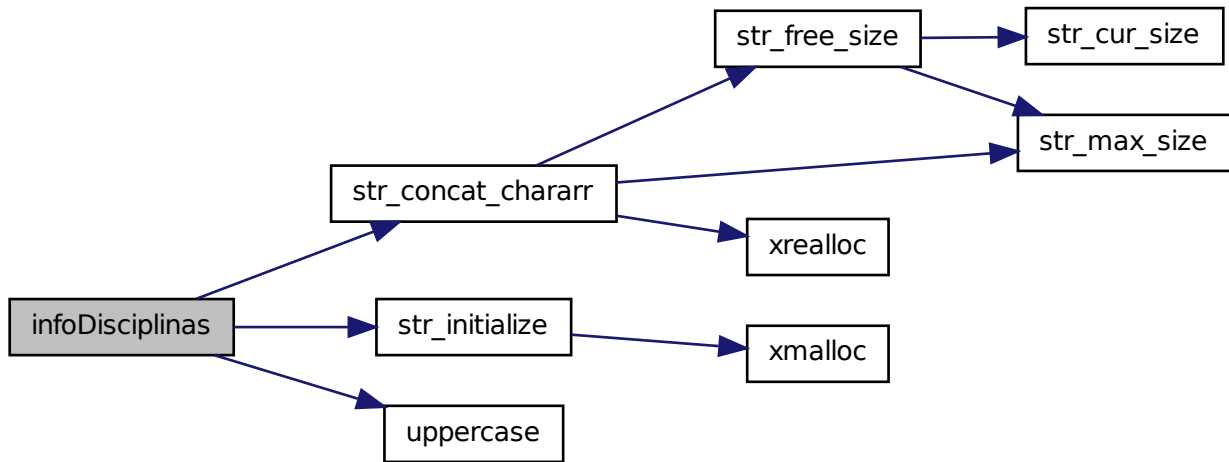 str_free_size
str_cur_size
str_max_size
str_concat_chararr
xrealloc
infoDisciplinas
str_initialize
xmalloc
uppercase